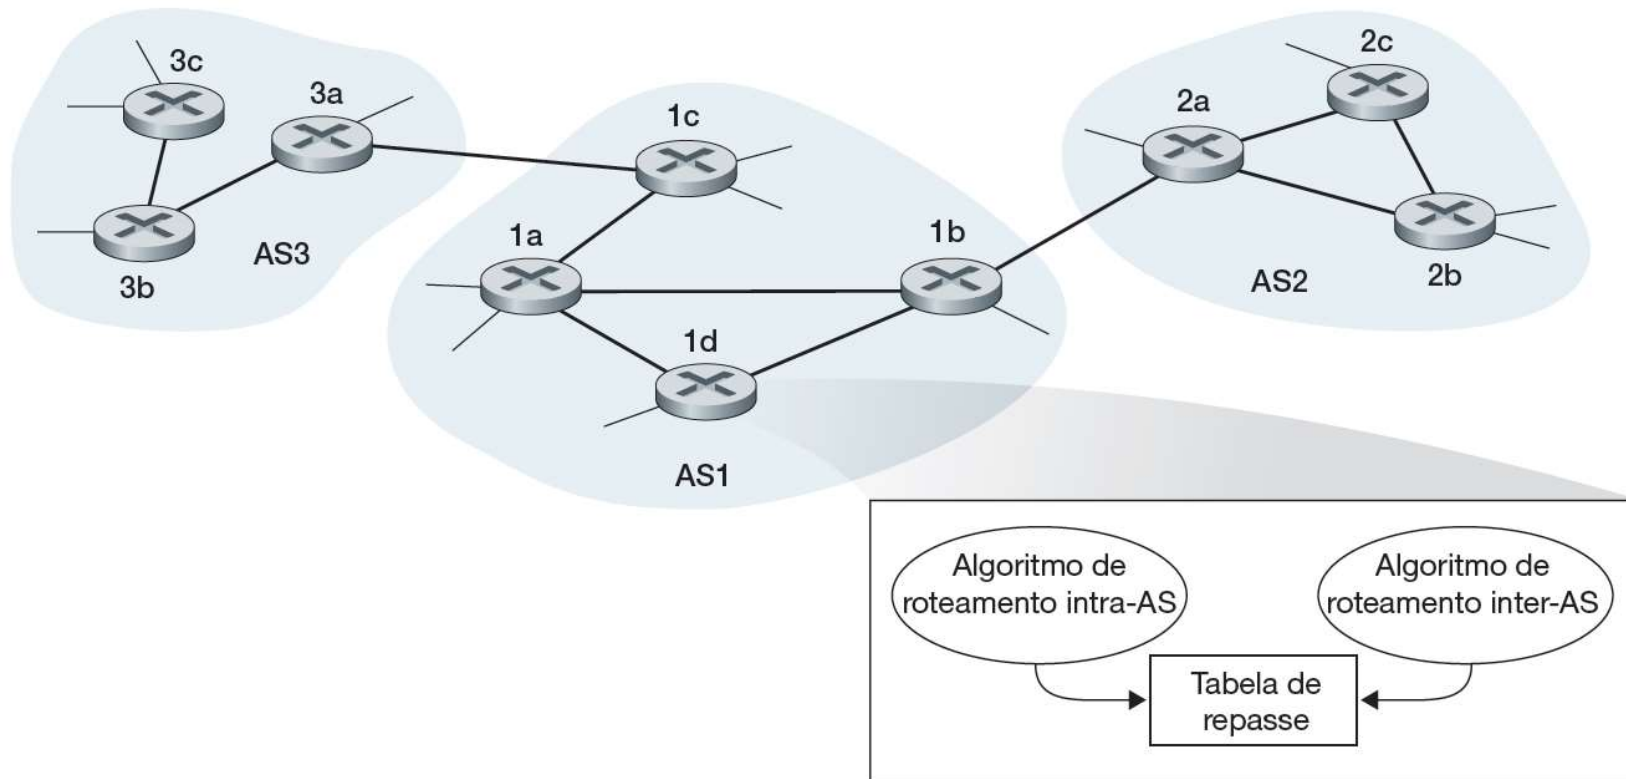 3c
3a
1c
2c
2a
1a
1b
AS3
3b
AS2
2b
1d
AS1
Algoritmo de
roteamento intra-AS
Algoritmo de
roteamento inter-AS
Tabela de
repasse